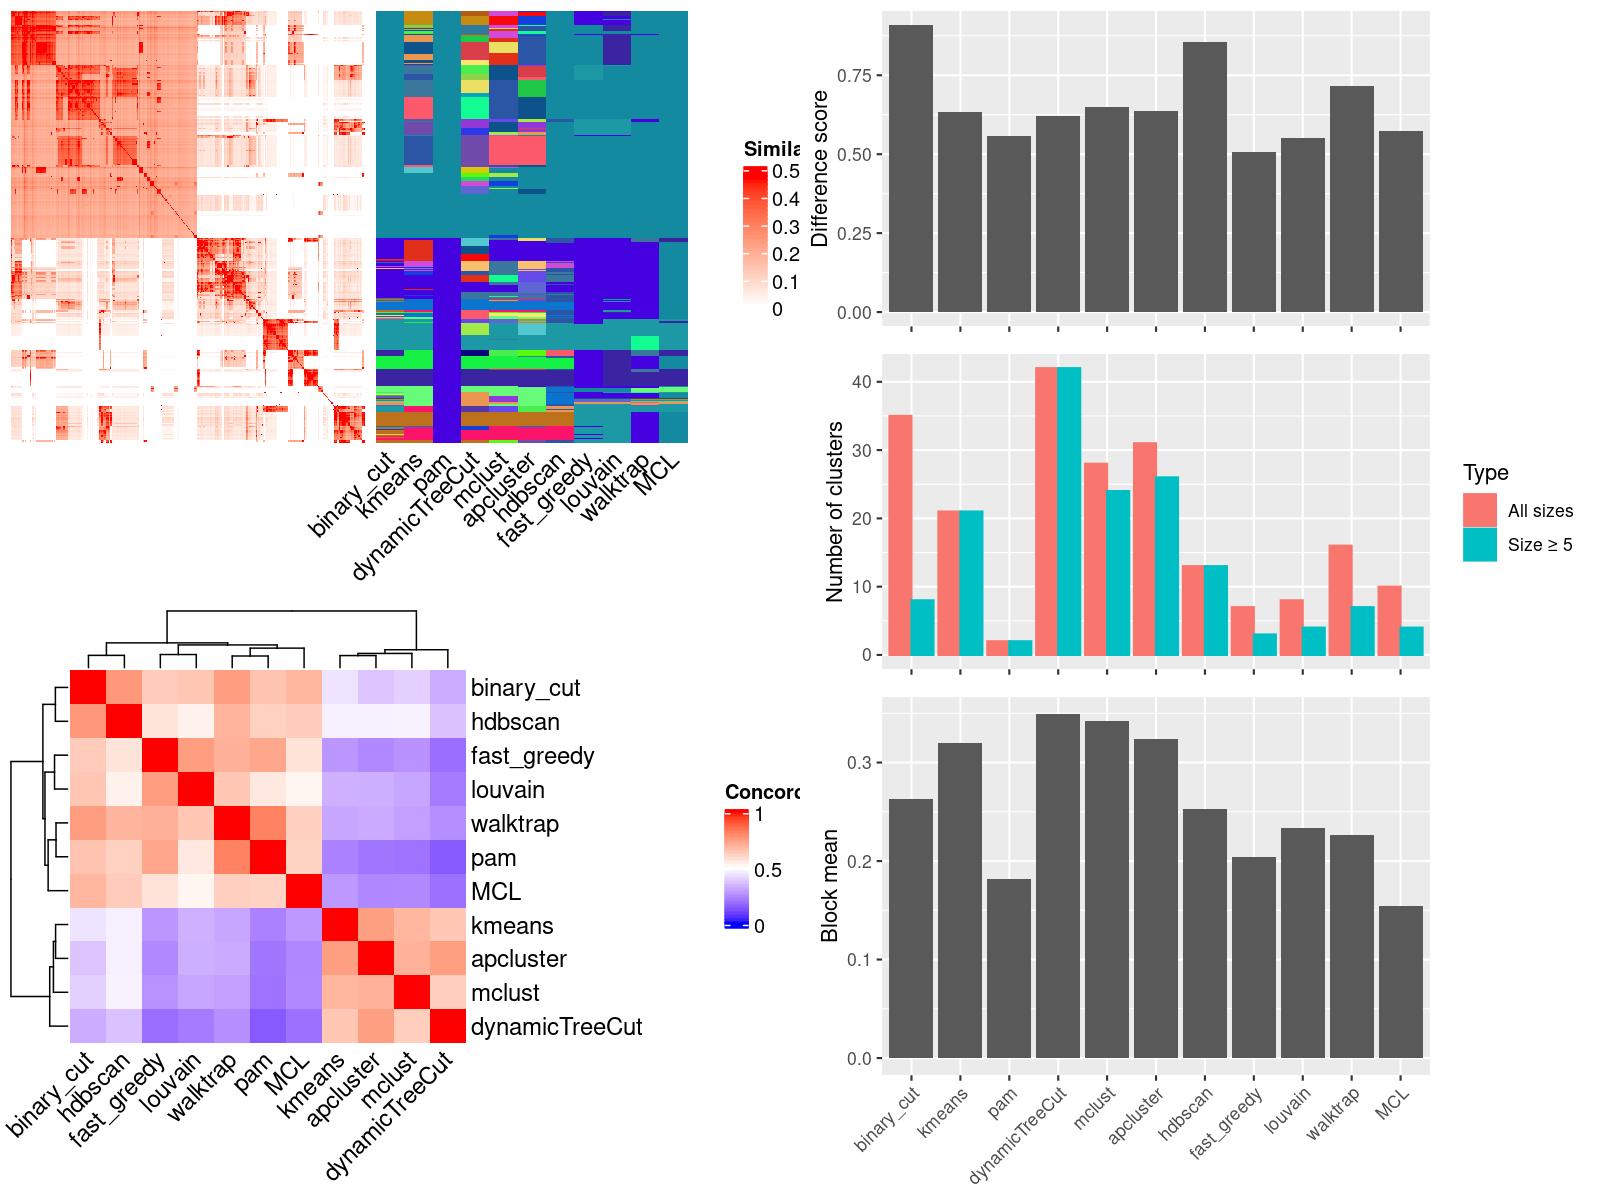 Simila
0.5
0.4
0.3
0.2
0.1
0
binary_cut
kmeans
pam
dynamicTreeCut
mclust
apcluster
hdbscan
fast_greedy
louvain
walktrap
MCL
binary_cut
hdbscan
fast_greedy
louvain
walktrap
pam
MCL
kmeans
apcluster
mclust
dynamicTreeCut
binary_cut
hdbscan
fast_greedy
louvain
walktrap
pam
MCL
kmeans
apcluster
mclust
dynamicTreeCut
Concord
1
0.5
0
Difference score
0.75
0.50
0.25
0.00
Number of clusters
40
30
20
10
0
Type
All sizes
Size ≥ 5
Block mean
0.3
0.2
0.1
0.0
binary_cut
kmeans
pam
dynamicTreeCut
mclust
apcluster
hdbscan
fast_greedy
louvain
walktrap
MCL